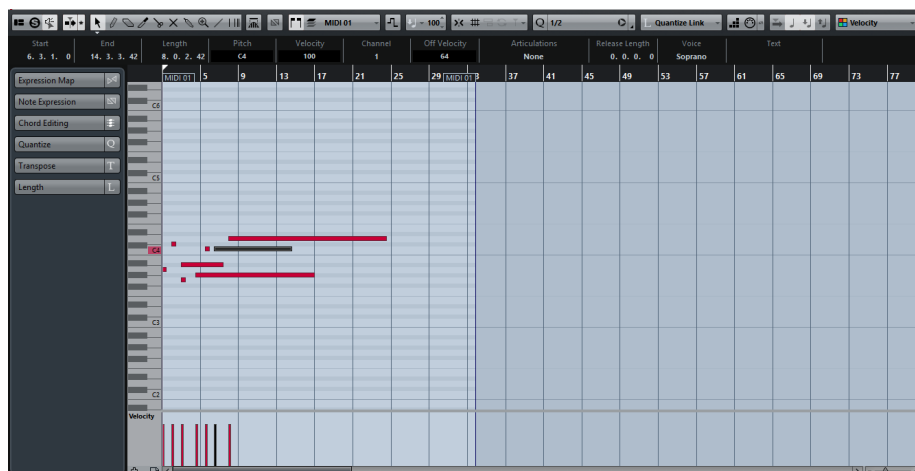 MIDI 01 100 1/2 Quantize Link Velocity
Start End Length Pitch Velocity Channel Off Velocity Articulations Release Length Voice Text
6. 3. 1. 0 14. 3. 3. 42 8. 0. 2. 42 C4 100 1 64 None 0. 0. 0. 0 Soprano
MIDI 01 5 9 13 17 21 25 29 MIDI 01 3 37 41 45 49 53 57 61 65 69 73 77
Expression Map
Note Expression
Chord Editing
Quantize Q
Transpose T
Length L
C6
C5
C4
C3
C2
Velocity